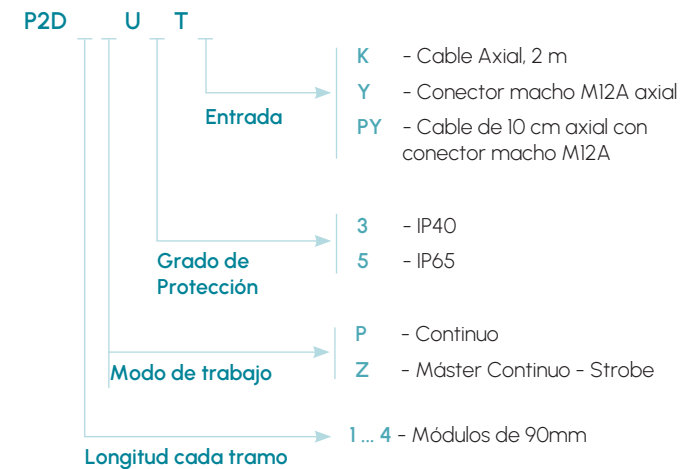 P2D U T
K - Cable Axial, 2 m
Y - Conector macho M12A axial
PY - Cable de 10 cm axial con
conector macho M12A
Entrada
3 - IP40
5 - IP65
Grado de
Protección
P - Continuo
Z - Máster Continuo - Strobe
Modo de trabajo
1 ... 4 - Módulos de 90mm
Longitud cada tramo